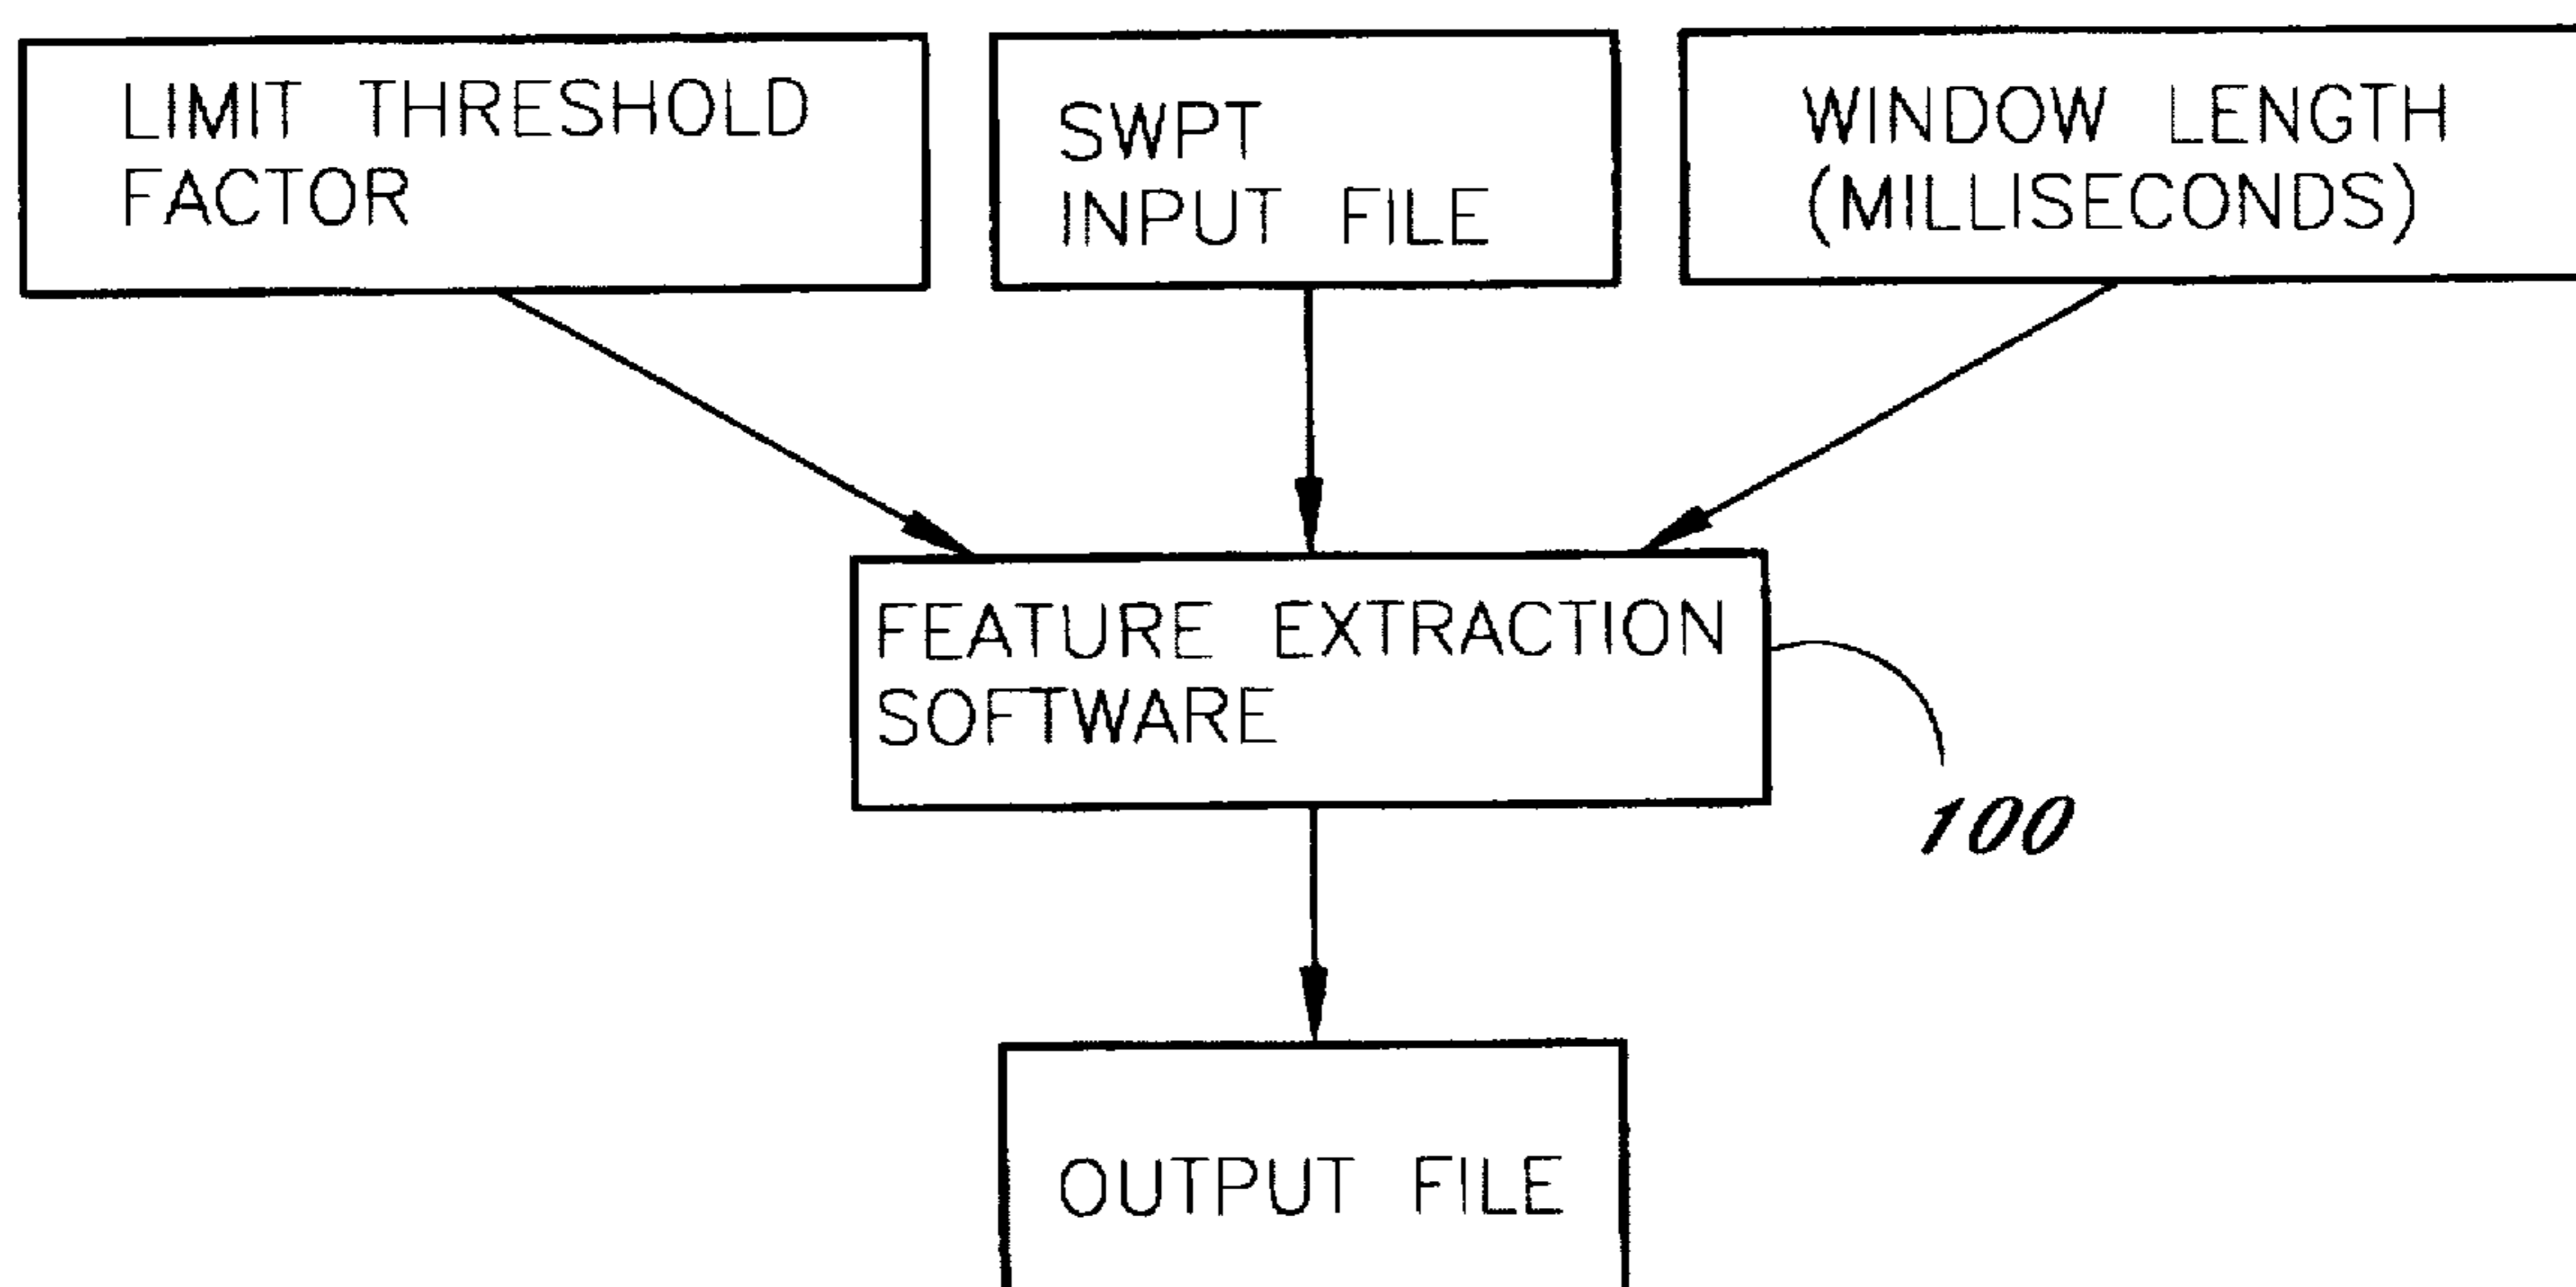 LIMIT THRESHOLD
FACTOR
SWPT
INPUT FILE
WINDOW LENGTH
(MILLISECONDS)
FEATURE EXTRACTION
SOFTWARE
100
OUTPUT FILE